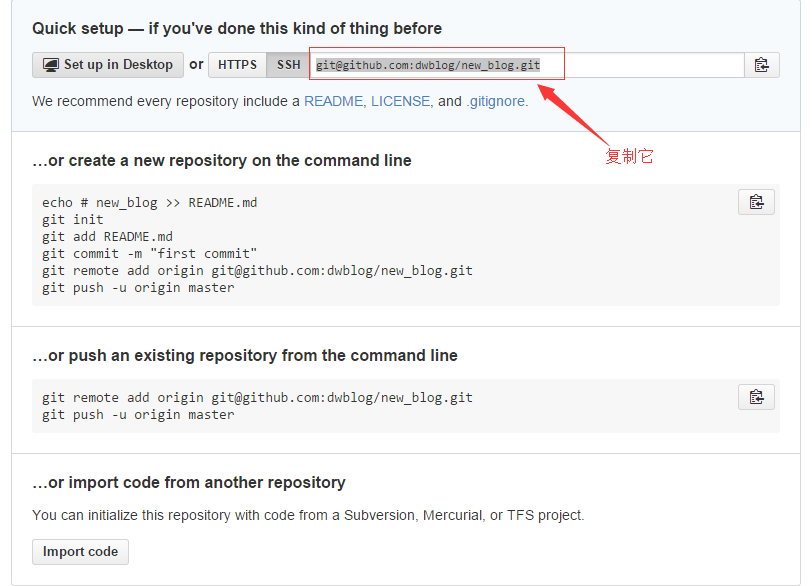 Quick setup — if you've done this kind of thing before
Set up in Desktop or HTTPS SSH git@github.com:dwblog/new_blog.git
We recommend every repository include a README, LICENSE, and .gitignore.
复制它
…or create a new repository on the command line
echo # new_blog >> README.md
git init
git add README.md
git commit -m "first commit"
git remote add origin git@github.com:dwblog/new_blog.git
git push -u origin master
…or push an existing repository from the command line
git remote add origin git@github.com:dwblog/new_blog.git
git push -u origin master
…or import code from another repository
You can initialize this repository with code from a Subversion, Mercurial, or TFS project.
Import code